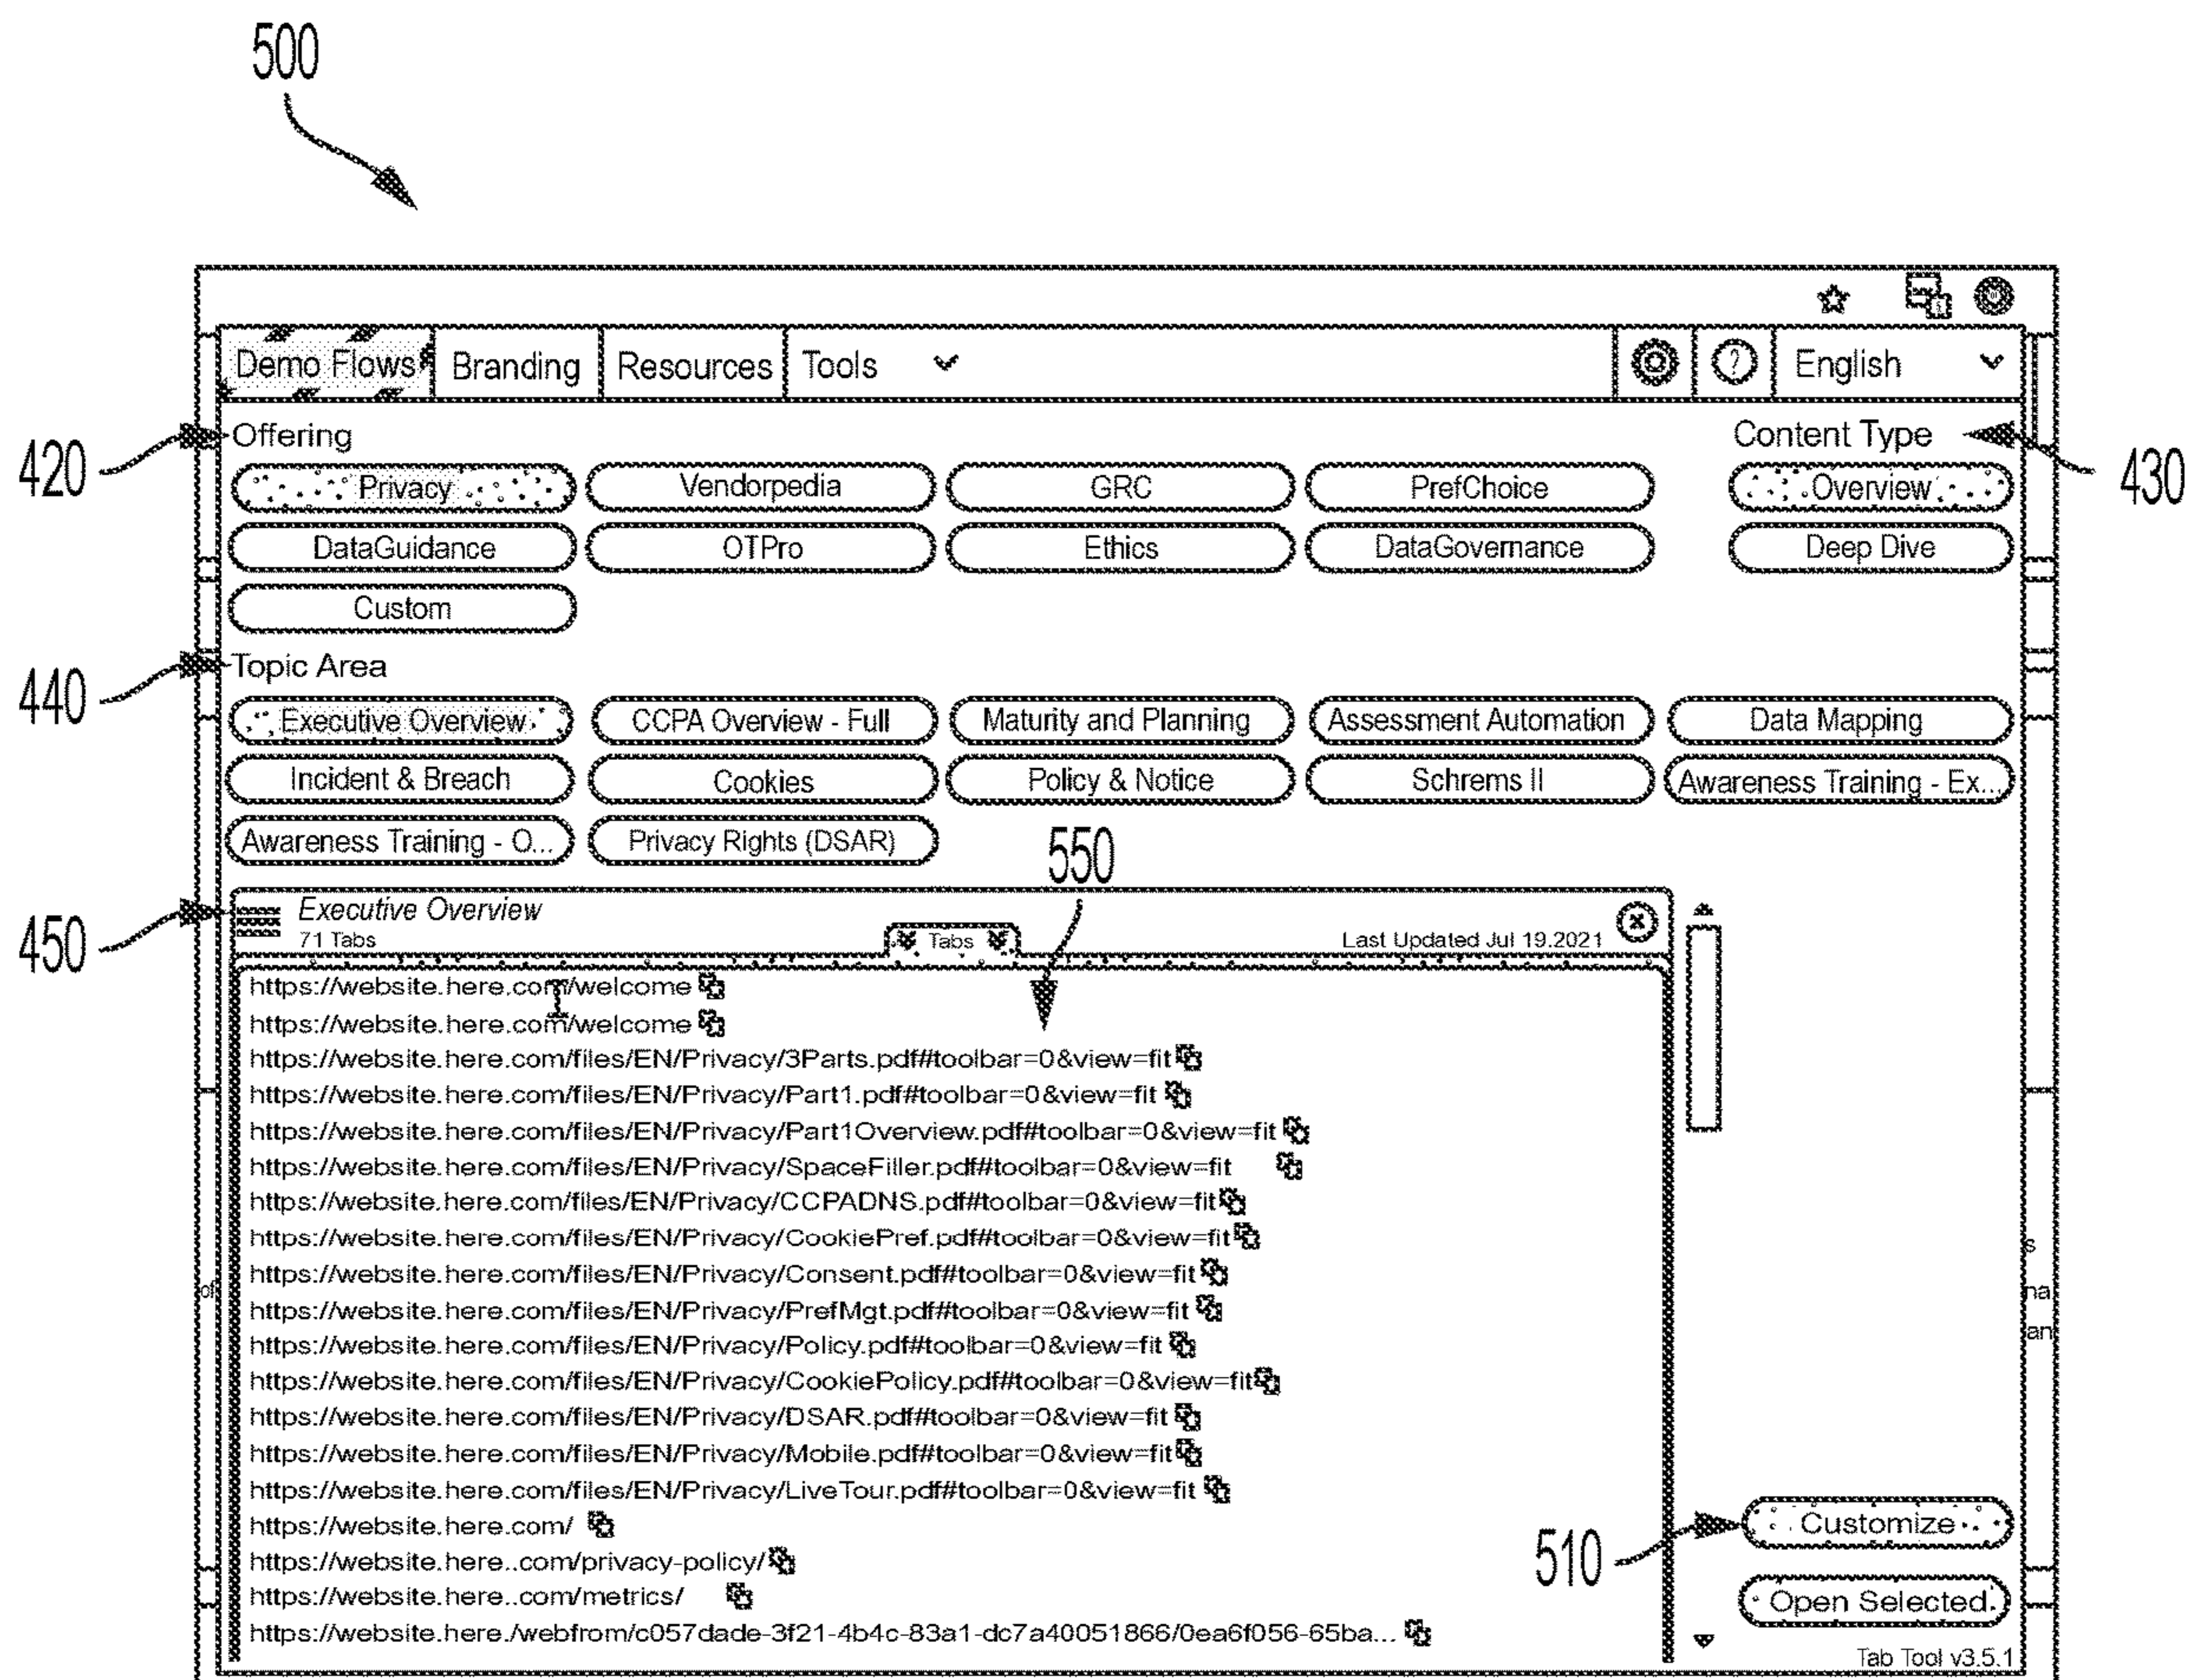 500
Demo Flows Branding Resources Tools English
420 Offering Content Type 430
Privacy Vendorpedia GRC PrefChoice Overview
DataGuidance OTPro Ethics DataGovernance Deep Dive
Custom
440 Topic Area
Executive Overview CCPA Overview - Full Maturity and Planning Assessment Automation Data Mapping
Incident & Breach Cookies Policy & Notice Schrems II Awareness Training - Ex...
Awareness Training - O... Privacy Rights (DSAR)
550
450 Executive Overview
71 Tabs Tabs Last Updated Jul 19.2021
https://website.here.com/welcome
https://website.here.com/welcome
https://website.here.com/files/EN/Privacy/3Parts.pdf#toolbar=0&view=fit
https://website.here.com/files/EN/Privacy/Part1.pdf#toolbar=0&view=fit
https://website.here.com/files/EN/Privacy/Part1Overview.pdf#toolbar=0&view=fit
https://website.here.com/files/EN/Privacy/SpaceFiller.pdf#toolbar=0&view=fit
https://website.here.com/files/EN/Privacy/CCPADNS.pdf#toolbar=0&view=fit
https://website.here.com/files/EN/Privacy/CookiePref.pdf#toolbar=0&view=fit
s
https://website.here.com/files/EN/Privacy/Consent.pdf#toolbar=0&view=fit
of na
https://website.here.com/files/EN/Privacy/PrefMgt.pdf#toolbar=0&view=fit
an
https://website.here.com/files/EN/Privacy/Policy.pdf#toolbar=0&view=fit
https://website.here.com/files/EN/Privacy/CookiePolicy.pdf#toolbar=0&view=fit
https://website.here.com/files/EN/Privacy/DSAR.pdf#toolbar=0&view=fit
https://website.here.com/files/EN/Privacy/Mobile.pdf#toolbar=0&view=fit
https://website.here.com/files/EN/Privacy/LiveTour.pdf#toolbar=0&view=fit
https://website.here.com/
510 Customize
https://website.here..com/privacy-policy/
https://website.here..com/metrics/
Open Selected
https://website.here./webfrom/c057dade-3f21-4b4c-83a1-dc7a40051866/0ea6f056-65ba...
Tab Tool v3.5.1